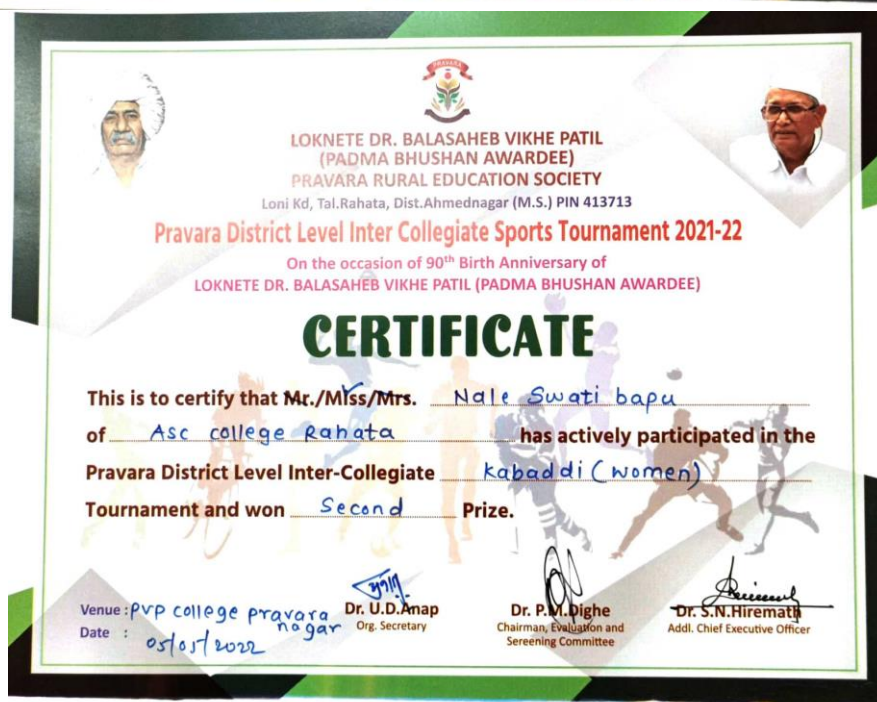 PRAVARA
LOKNETE DR. BALASAHEB VIKHE PATIL
(PADMA BHUSHAN AWARDEE)
PRAVARA RURAL EDUCATION SOCIETY
Loni Kd, Tal.Rahata, Dist.Ahmednagar (M.S.) PIN 413713
Pravara District Level Inter Collegiate Sports Tournament 2021-22
On the occasion of 90th Birth Anniversary of
LOKNETE DR. BALASAHEB VIKHE PATIL (PADMA BHUSHAN AWARDEE)
CERTIFICATE
This is to certify that Mr./Miss/Mrs. Nale Swati bapu
of Asc college Rahata has actively participated in the
Pravara District Level Inter-Collegiate Kabaddi (women)
Tournament and won Second Prize.
Venue : PVP college pravara nagar
Date : 05/05/2022
Dr. U.D.Anap
Org. Secretary
Dr. P.M.Dighe
Chairman, Evaluation and
Sereening Committee
Dr. S.N.Hiremath
Addl. Chief Executive Officer